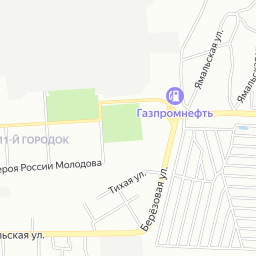 Ямальская ул.
Ямальская
Газпромнефть
11-Й ГОРОДОК
ероя России Молодова
Тихая ул.
Берёзовая ул.
льская ул.